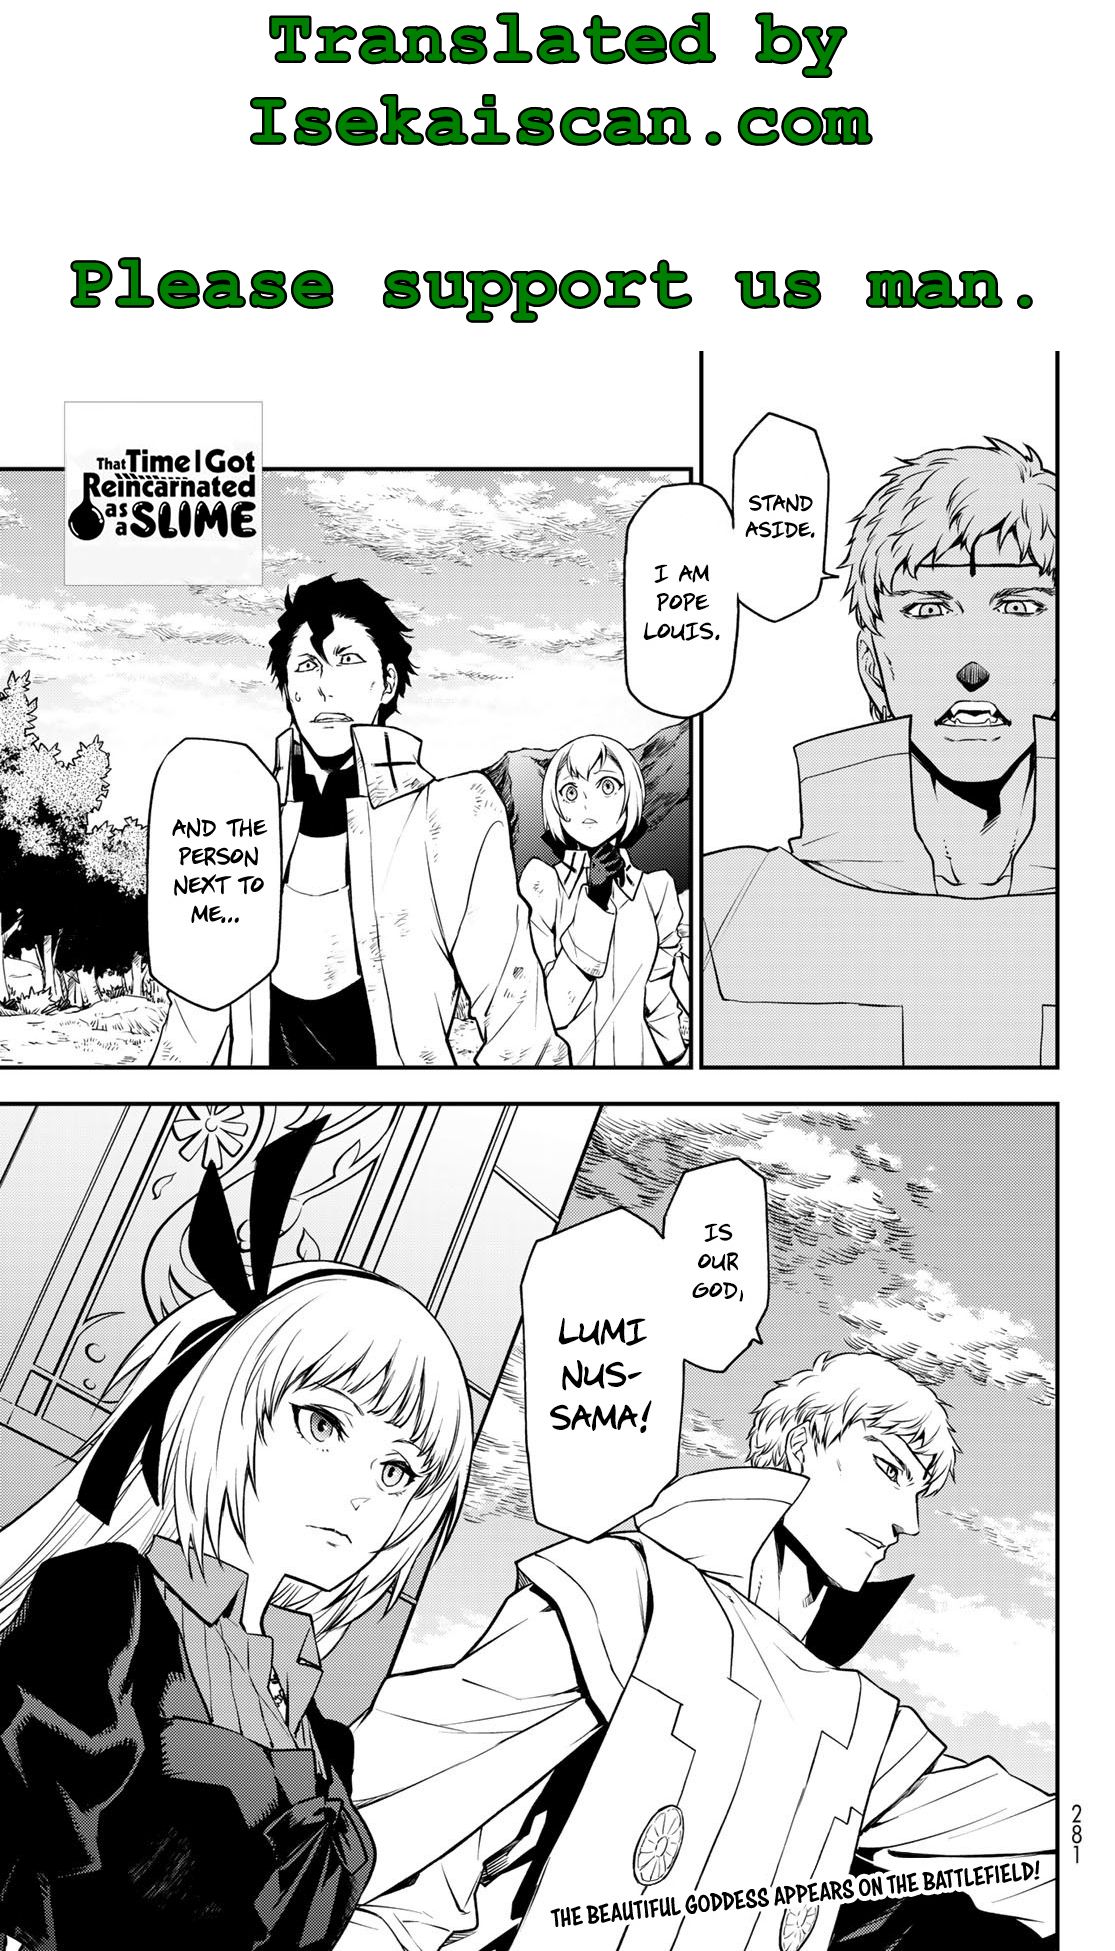 Translated by
Isekaiscan.com
Please support us man.
That Time I Got
Reincarnated
as
a SLIME
STAND
ASIDE.
I AM
POPE
LOUIS.
AND THE
PERSON
NEXT TO
ME...
IS
OUR
GOD,
LUMI
NUS-
SAMA!
THE BEAUTIFUL GODDESS APPEARS ON THE BATTLEFIELD!
281